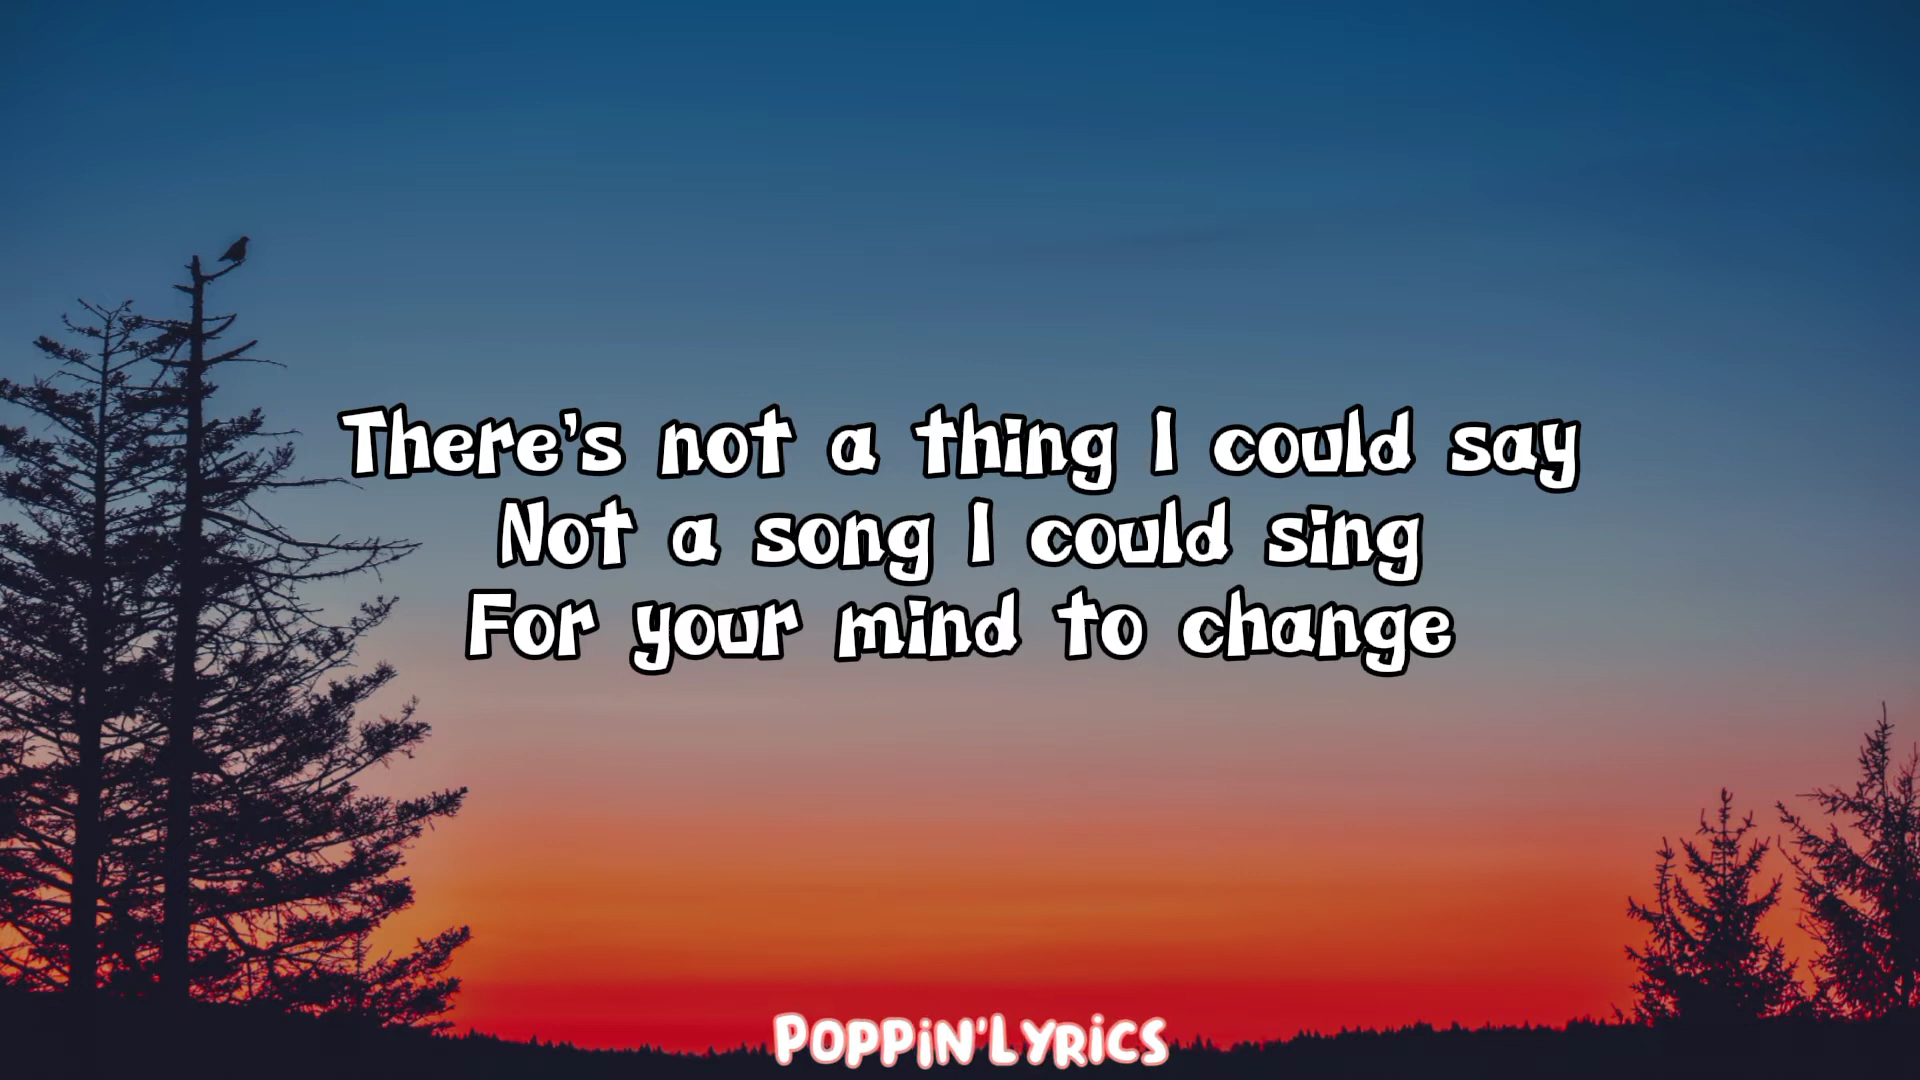 There's not a thing I could say
Not a song I could sing
For your mind to change
POPPiN'LYRiCS